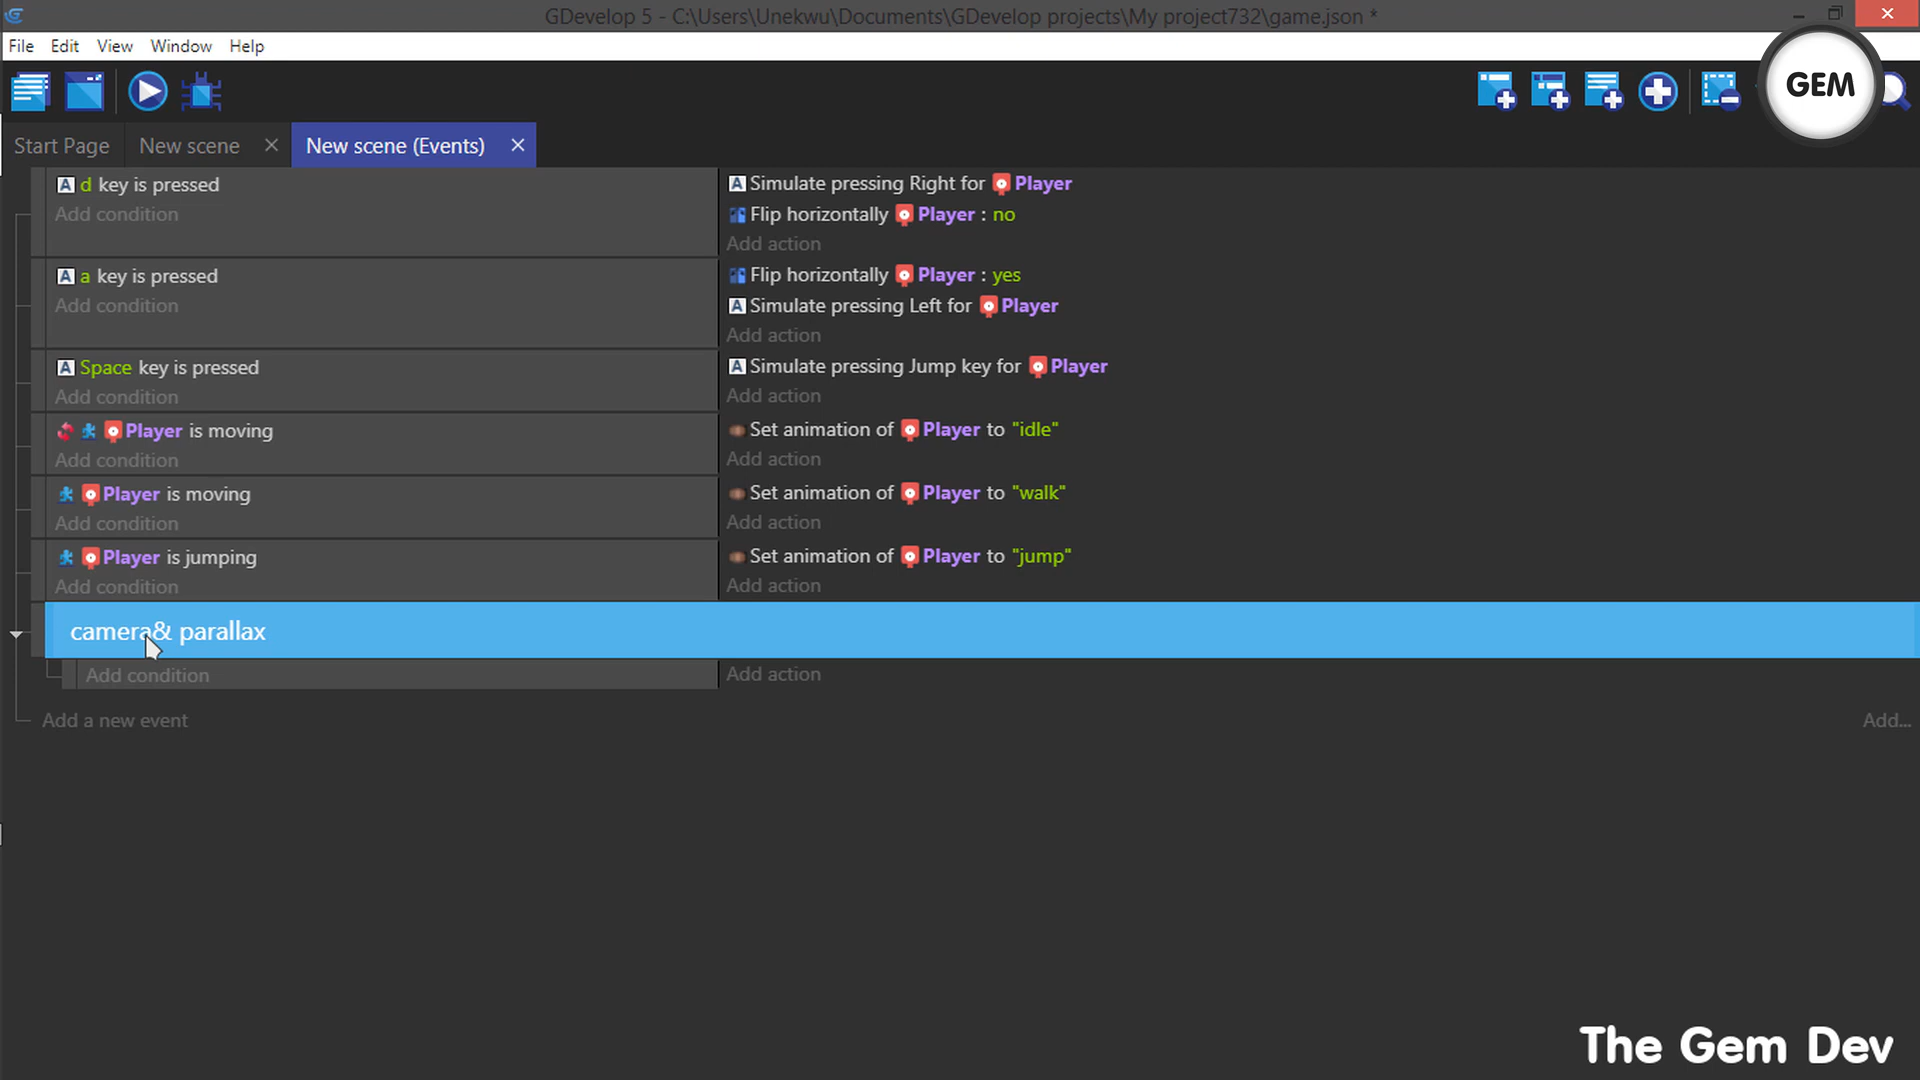 GDevelop 5 - C:\Users\Unekwu\Documents\GDevelop projects\My project732\game.json *
File Edit View Window Help
GEM
Start Page New scene New scene (Events)
d key is pressed
Add condition
Simulate pressing Right for Player
Flip horizontally Player : no
Add action
a key is pressed
Add condition
Flip horizontally Player : yes
Simulate pressing Left for Player
Add action
Space key is pressed
Add condition
Simulate pressing Jump key for Player
Add action
Player is moving
Add condition
Set animation of Player to "idle"
Add action
Player is moving
Add condition
Set animation of Player to "walk"
Add action
Player is jumping
Add condition
Set animation of Player to "jump"
Add action
camera& parallax
Add condition
Add action
Add a new event
Add...
The Gem Dev